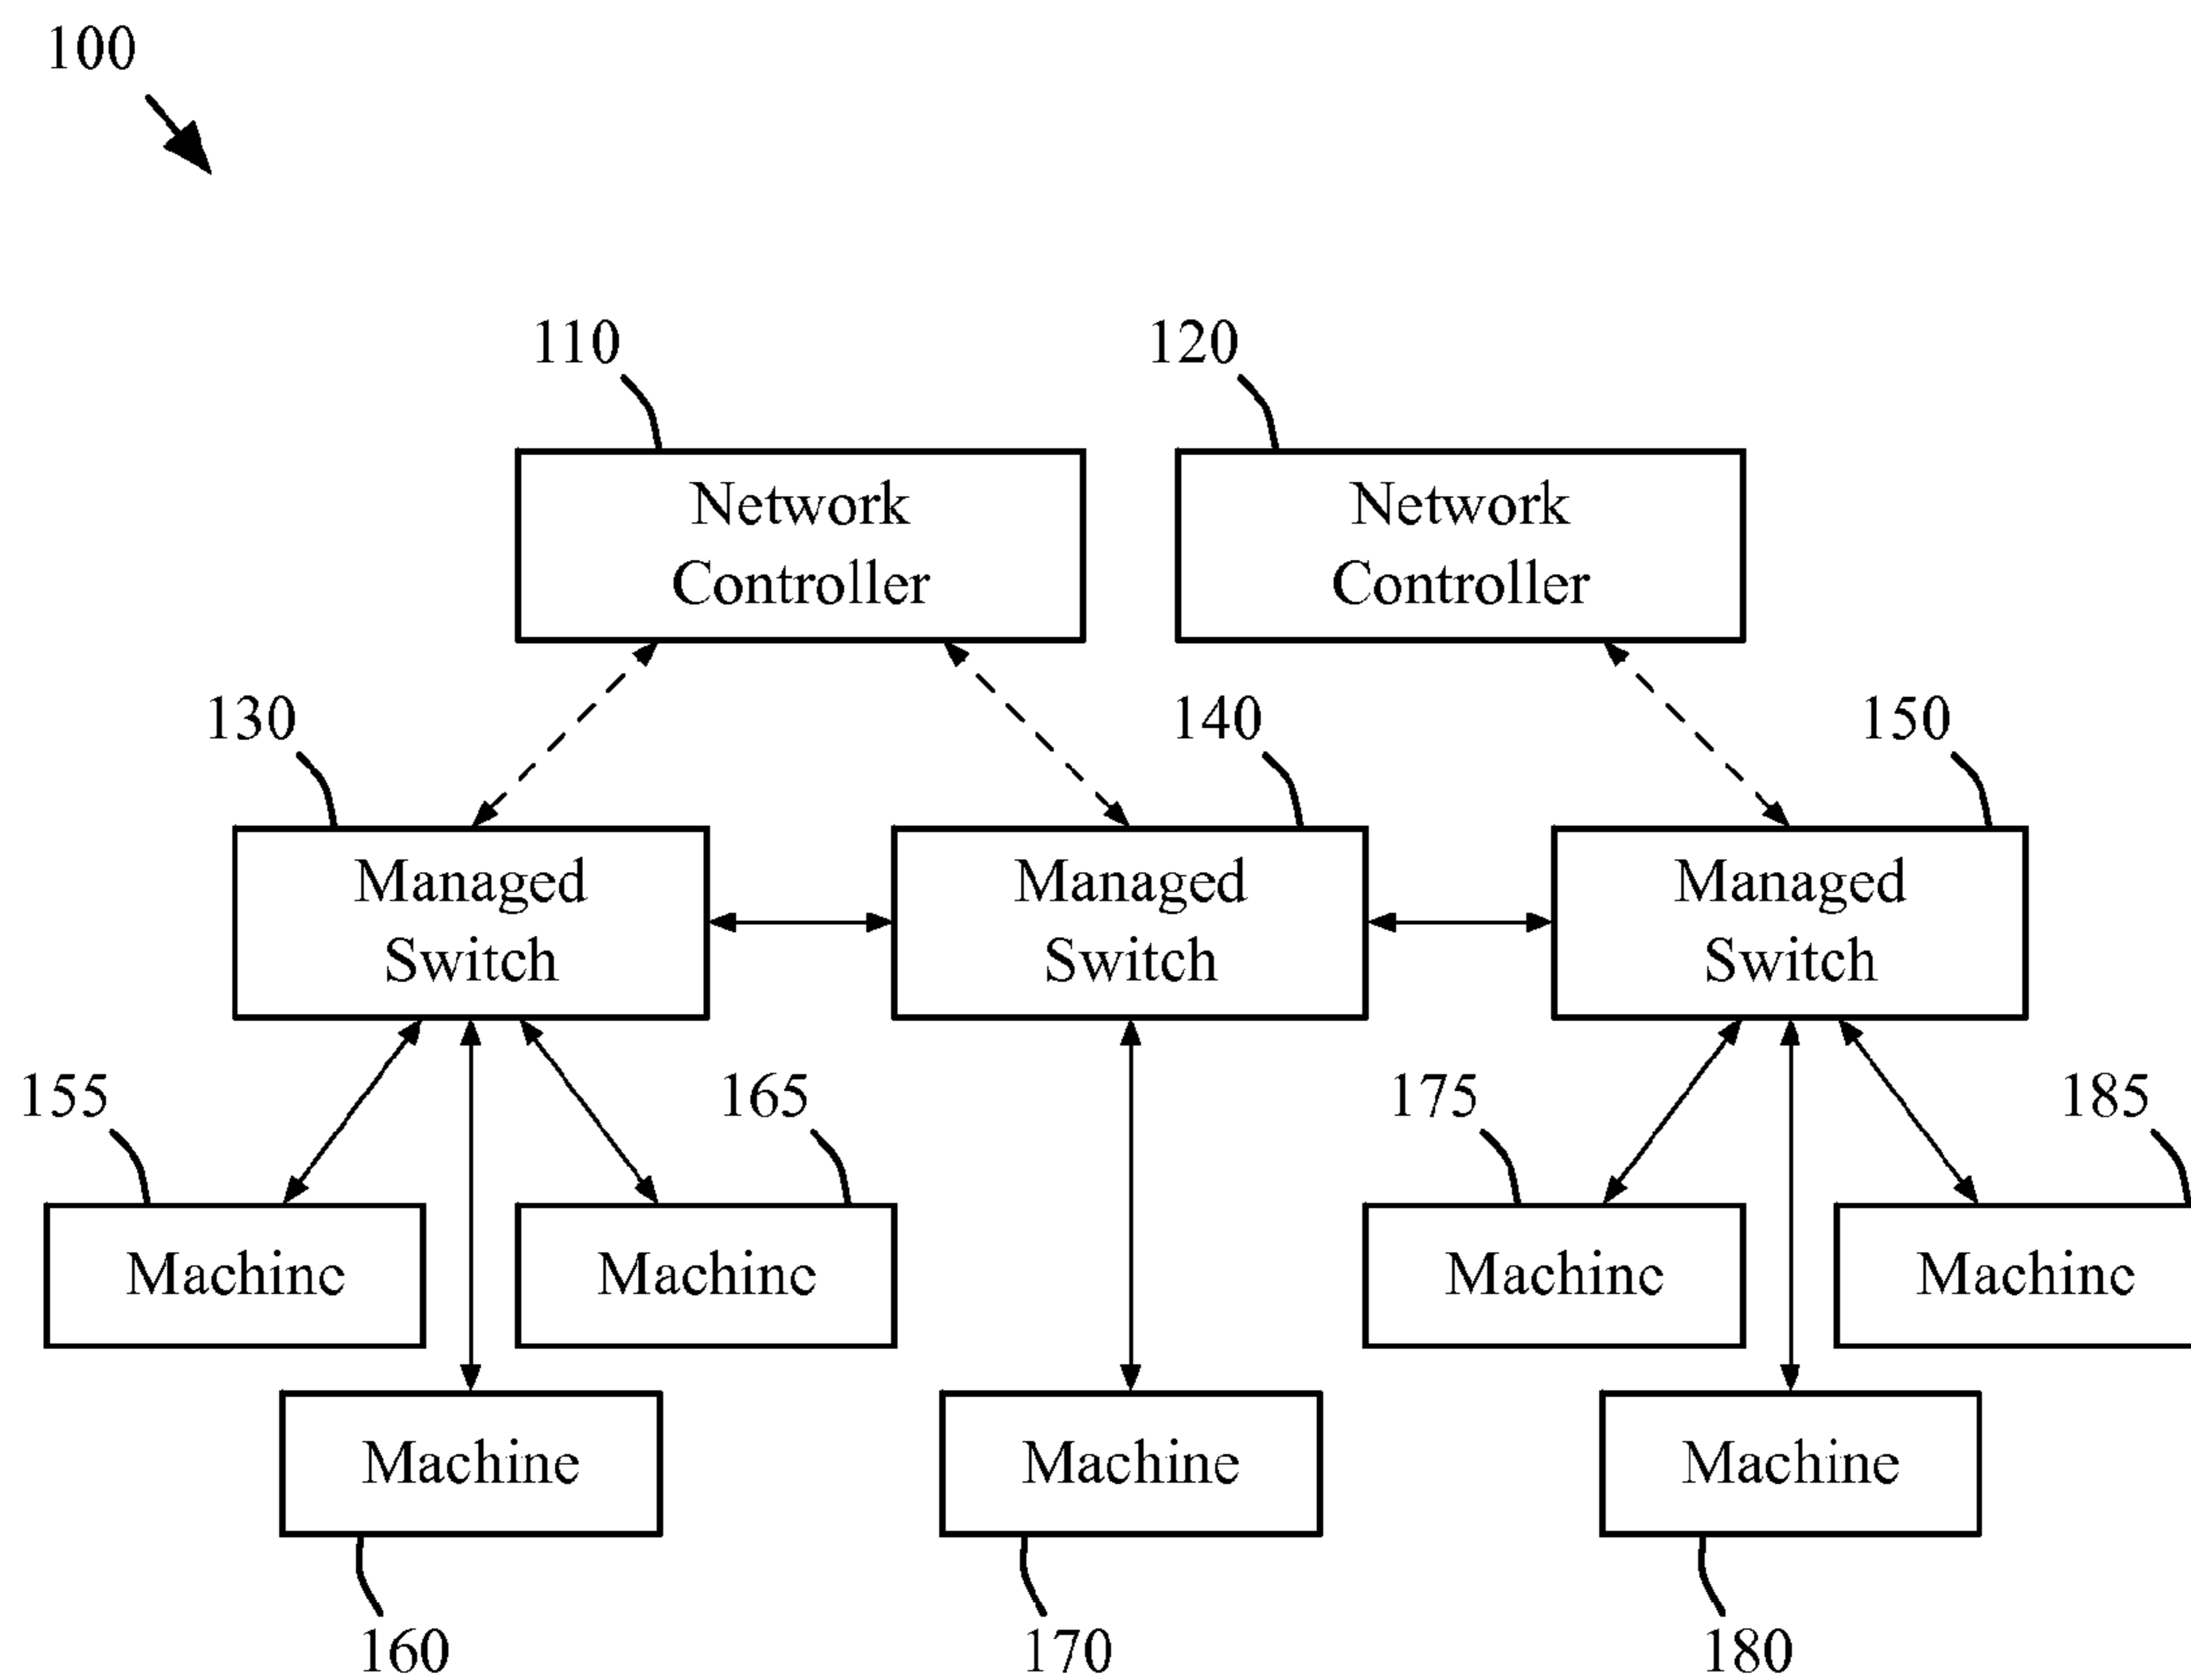 100
110
120
Network
Controller
Network
Controller
130
140
150
Managed
Switch
Managed
Switch
Managed
Switch
155
165
175
185
Machine
Machine
Machine
Machine
Machine
Machine
Machine
160
170
180